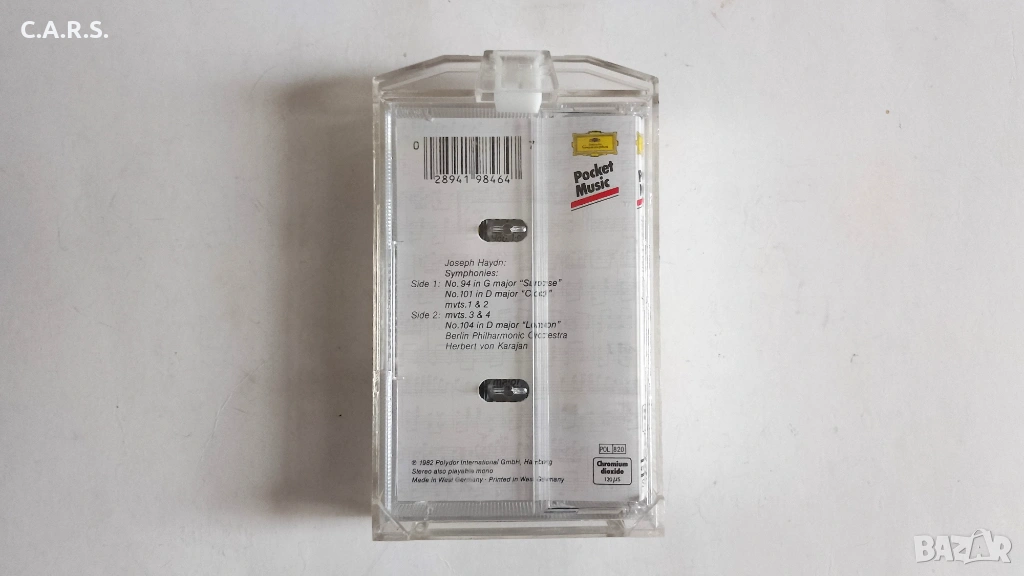 C.A.R.S.
0
28941 98464
Pocket
Music
Joseph Haydn:
Symphonies:
Side 1: No.94 in G major "Surprise"
No.101 in D major "Clock"
mvts.1 & 2
Side 2: mvts.3 & 4
No.104 in D major "London"
Berlin Philharmonic Orchestra
Herbert von Karajan
℗ 1982 Polydor International GmbH, Hamburg
Stereo also playable mono
Made in West Germany · Printed in West Germany
POL 820
Chromium
dioxide
120 µS
BAZAR